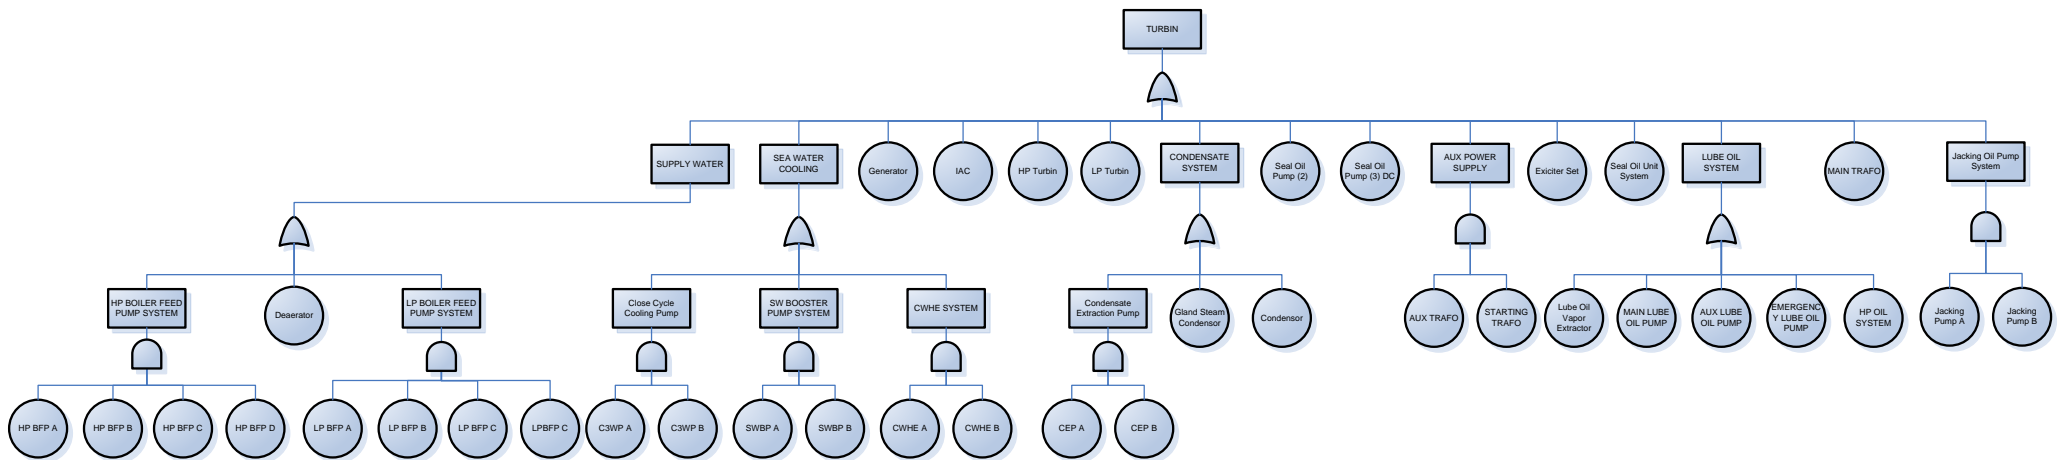 TURBIN
SUPPLY WATER
SEA WATER
COOLING
Generator
IAC
HP Turbin
LP Turbin
CONDENSATE
SYSTEM
Seal Oil
Pump (2)
Seal Oil
Pump (3) DC
AUX POWER
SUPPLY
Exiciter Set
Seal Oil Unit
System
LUBE OIL
SYSTEM
MAIN TRAFO
Jacking Oil Pump
System
HP BOILER FEED
PUMP SYSTEM
Deaerator
LP BOILER FEED
PUMP SYSTEM
Close Cycle
Cooling Pump
SW BOOSTER
PUMP SYSTEM
CWHE SYSTEM
Condensate
Extraction Pump
Gland Steam
Condensor
Condensor
AUX TRAFO
STARTING
TRAFO
Lube Oil
Vapor
Extractor
MAIN LUBE
OIL PUMP
AUX LUBE
OIL PUMP
EMERGENC
Y LUBE OIL
PUMP
HP OIL
SYSTEM
Jacking
Pump A
Jacking
Pump B
HP BFP A
HP BFP B
HP BFP C
HP BFP D
LP BFP A
LP BFP B
LP BFP C
LPBFP C
C3WP A
C3WP B
SWBP A
SWBP B
CWHE A
CWHE B
CEP A
CEP B